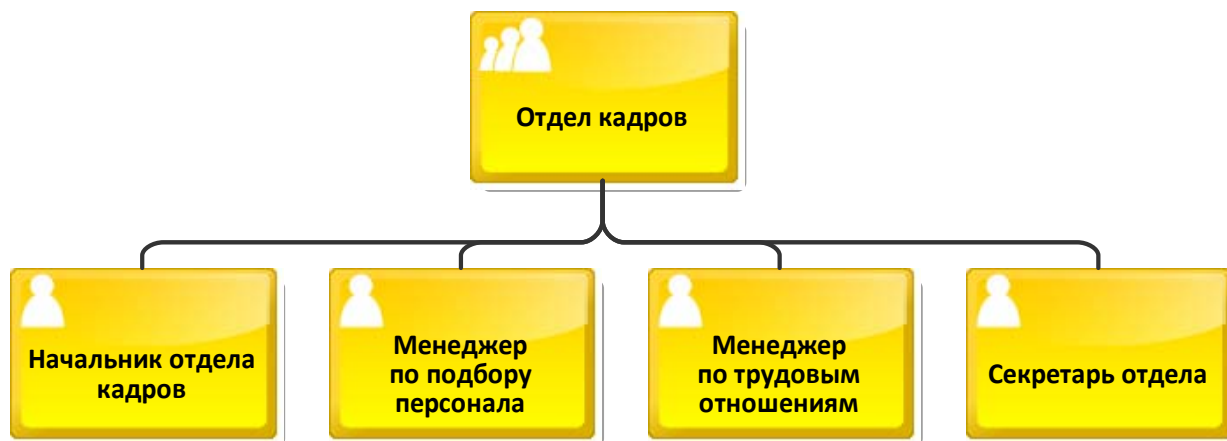 Отдел кадров
Начальник отдела
кадров
Менеджер
по подбору
персонала
Менеджер
по трудовым
отношениям
Секретарь отдела